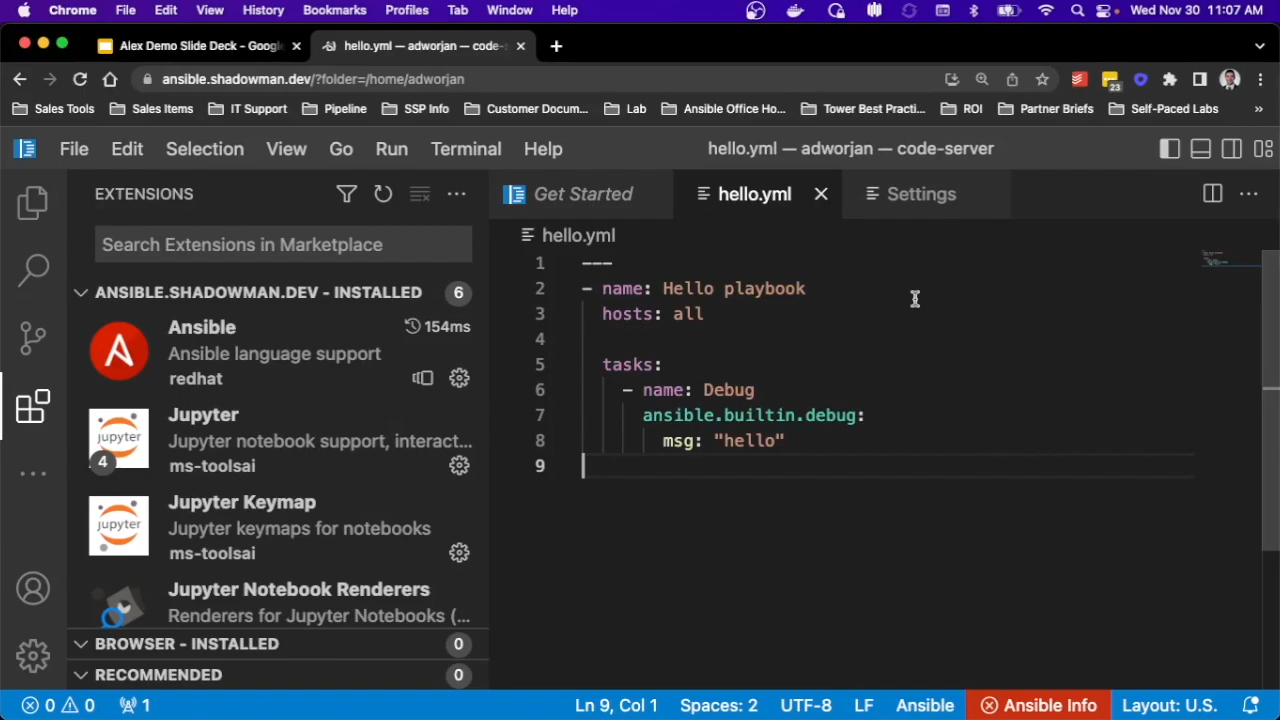 Chrome File Edit View History Bookmarks Profiles Tab Window Help Wed Nov 30 11:07 AM
Alex Demo Slide Deck - Google hello.yml — adworjan — code-s
ansible.shadowman.dev/?folder=/home/adworjan 23
Sales Tools Sales Items IT Support Pipeline SSP Info Customer Docum... Lab Ansible Office Ho... Tower Best Practi... ROI Partner Briefs Self-Paced Labs »
File Edit Selection View Go Run Terminal Help hello.yml — adworjan — code-server
EXTENSIONS
Get Started hello.yml Settings
Search Extensions in Marketplace
ANSIBLE.SHADOWMAN.DEV - INSTALLED 6
Ansible 154ms
Ansible language support
redhat
Jupyter
Jupyter notebook support, interact...
ms-toolsai
jupyter
4
Jupyter Keymap
Jupyter keymaps for notebooks
ms-toolsai
jupyter
Jupyter Notebook Renderers
Renderers for Jupyter Notebooks (...
BROWSER - INSTALLED 0
RECOMMENDED 0
hello.yml
1 ---
2 - name: Hello playbook
3 hosts: all
4
5 tasks:
6 - name: Debug
7 ansible.builtin.debug:
8 msg: "hello"
9
0 0 1 Ln 9, Col 1 Spaces: 2 UTF-8 LF Ansible Ansible Info Layout: U.S.